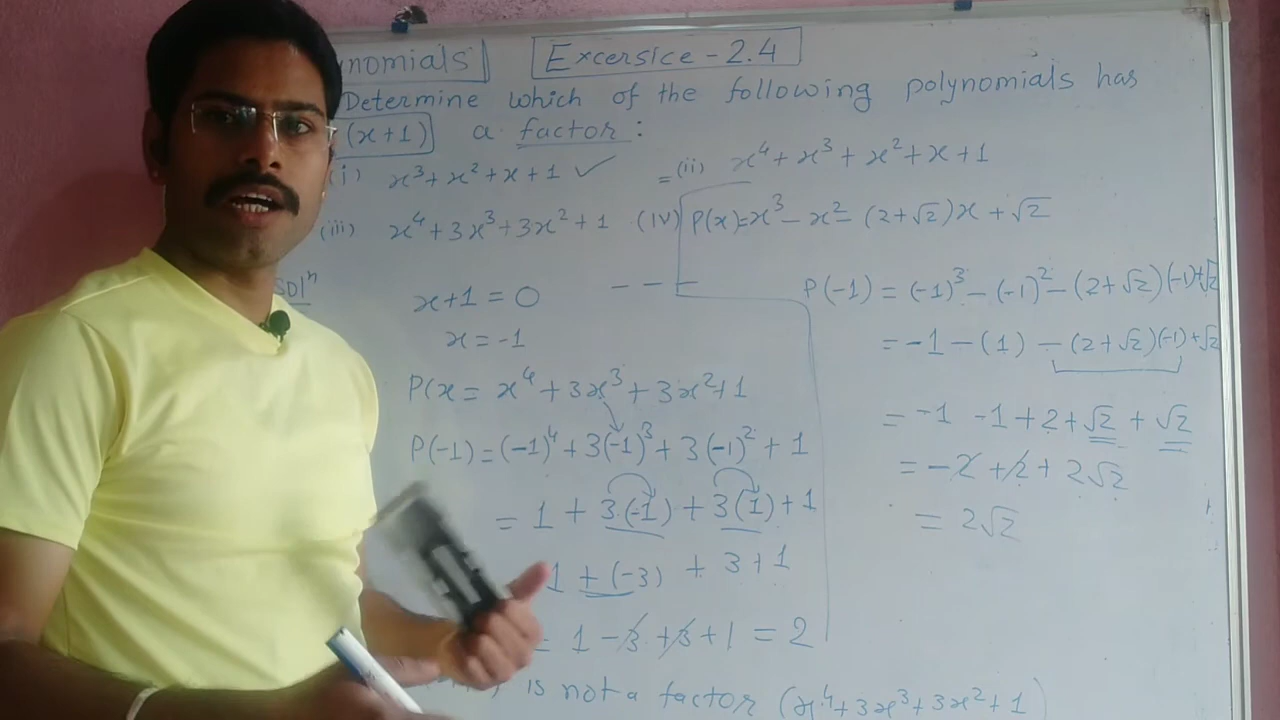 nomials Excersice - 2.4
Determine which of the following polynomials has
(x+1) a factor :
(i) x³+x²+x+1 ✓ (ii) x⁴+x³+x²+x+1
(iii) x⁴+3x³+3x²+1 (iv) P(x)=x³-x²-(2+√2)x+√2
Solⁿ
x+1=0
x=-1
P(x = x⁴+3x³+3x²+1
P(-1)=(-1)⁴+3(-1)³+3(-1)²+1
= 1+3(-1)+3(1)+1
1+(-3)+3+1
= 1-3+3+1=2
is not a factor (x⁴+3x³+3x²+1)
P(-1)=(-1)³-(-1)²-(2+√2)(-1)+√2
=-1-(1)-(2+√2)(-1)+√2
=-1-1+2+√2+√2
=-2+2+2√2
=2√2